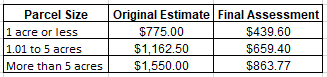 Parcel Size Original Estimate Final Assessment
1 acre or less $775.00 $439.60
1.01 to 5 acres $1,162.50 $659.40
More than 5 acres $1,550.00 $863.77